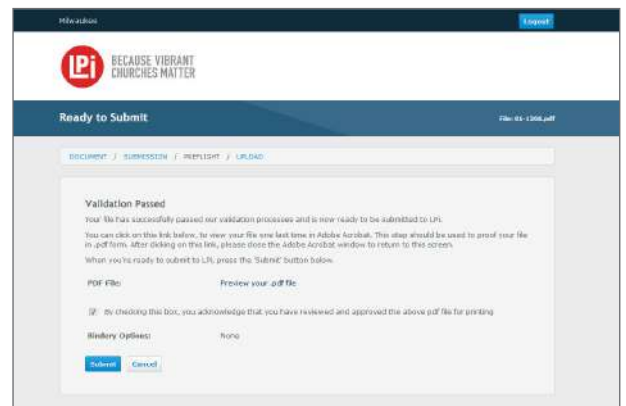 Milwaukee Logout
LPi BECAUSE VIBRANT
CHURCHES MATTER
Ready to Submit File: 01-1308.pdf
DOCUMENT / SUBMISSION / PREFLIGHT / UPLOAD
Validation Passed
Your file has successfully passed our validation processes and is now ready to be submitted to LPi.
You can click on this link below, to view your file one last time in Adobe Acrobat. This step should be used to proof your file
in .pdf form. After clicking on this link, please close the Adobe Acrobat window to return to this screen.
When you're ready to submit to LPi, press the 'Submit' button below.
PDF File: Preview your .pdf file
By checking this box, you acknowledge that you have reviewed and approved the above pdf file for printing
Bindery Options: None
Submit Cancel